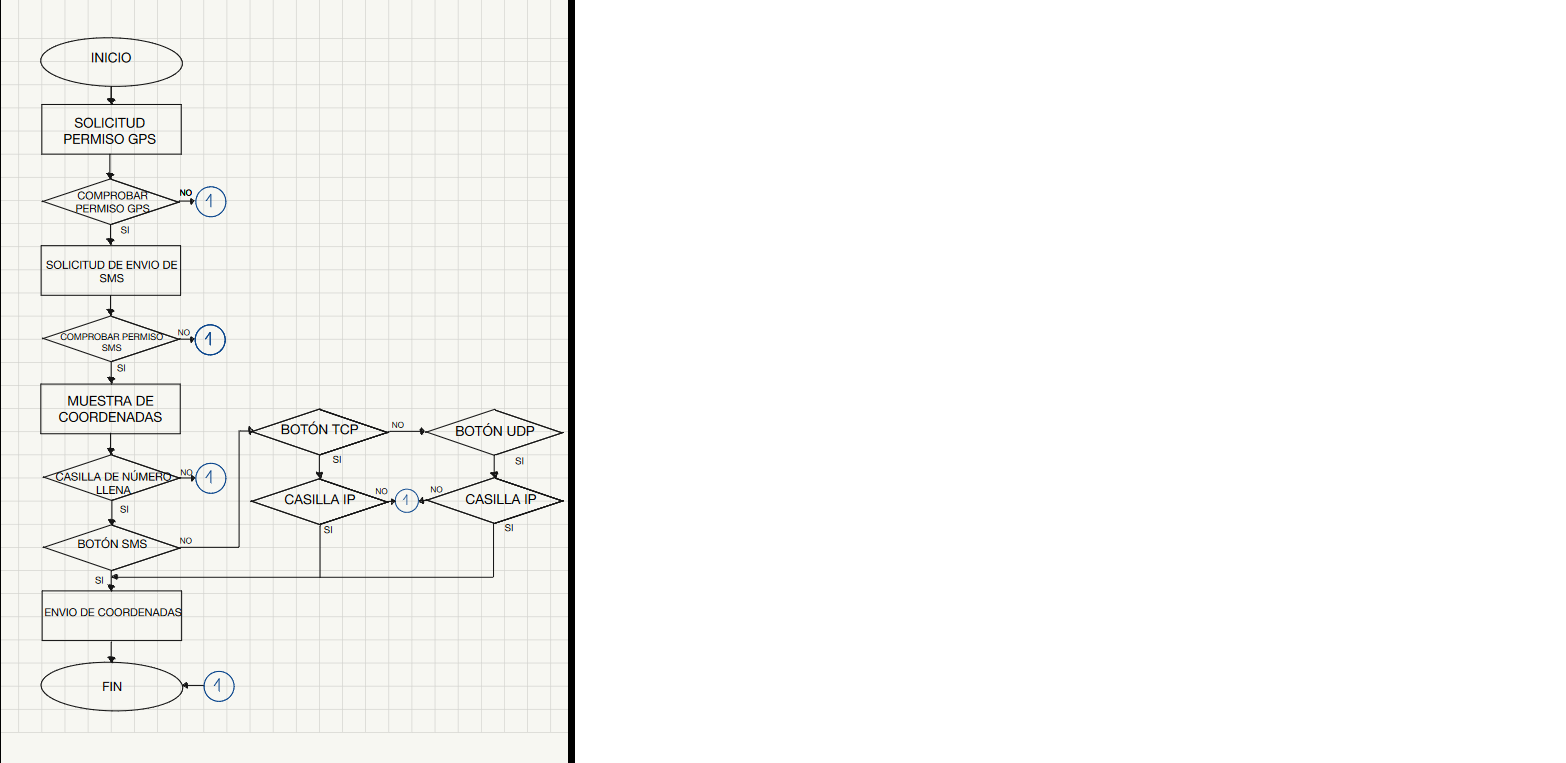 INICIO
SOLICITUD
PERMISO GPS
COMPROBAR
PERMISO GPS
NO
1
SI
SOLICITUD DE ENVIO DE
SMS
COMPROBAR PERMISO
SMS
NO
1
SI
MUESTRA DE
COORDENADAS
CASILLA DE NÚMERO
LLENA
NO
1
SI
BOTÓN SMS
NO
SI
BOTÓN TCP
NO
SI
BOTÓN UDP
SI
CASILLA IP
NO
1
SI
NO
CASILLA IP
SI
ENVIO DE COORDENADAS
FIN
1